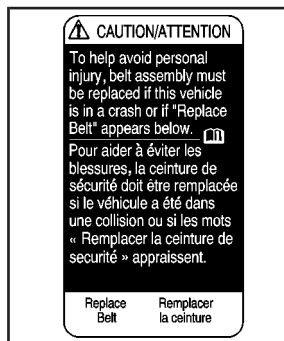 CAUTION/ATTENTION
To help avoid personal
injury, belt assembly must
be replaced if this vehicle
is in a crash or if "Replace
Belt" appears below.
Pour aider à éviter les
blessures, la ceinture de
sécurité doit être remplacée
si le véhicule a été dans
une collision ou si les mots
« Remplacer la ceinture de
securité » appraissent.
Replace Remplacer
Belt la ceinture